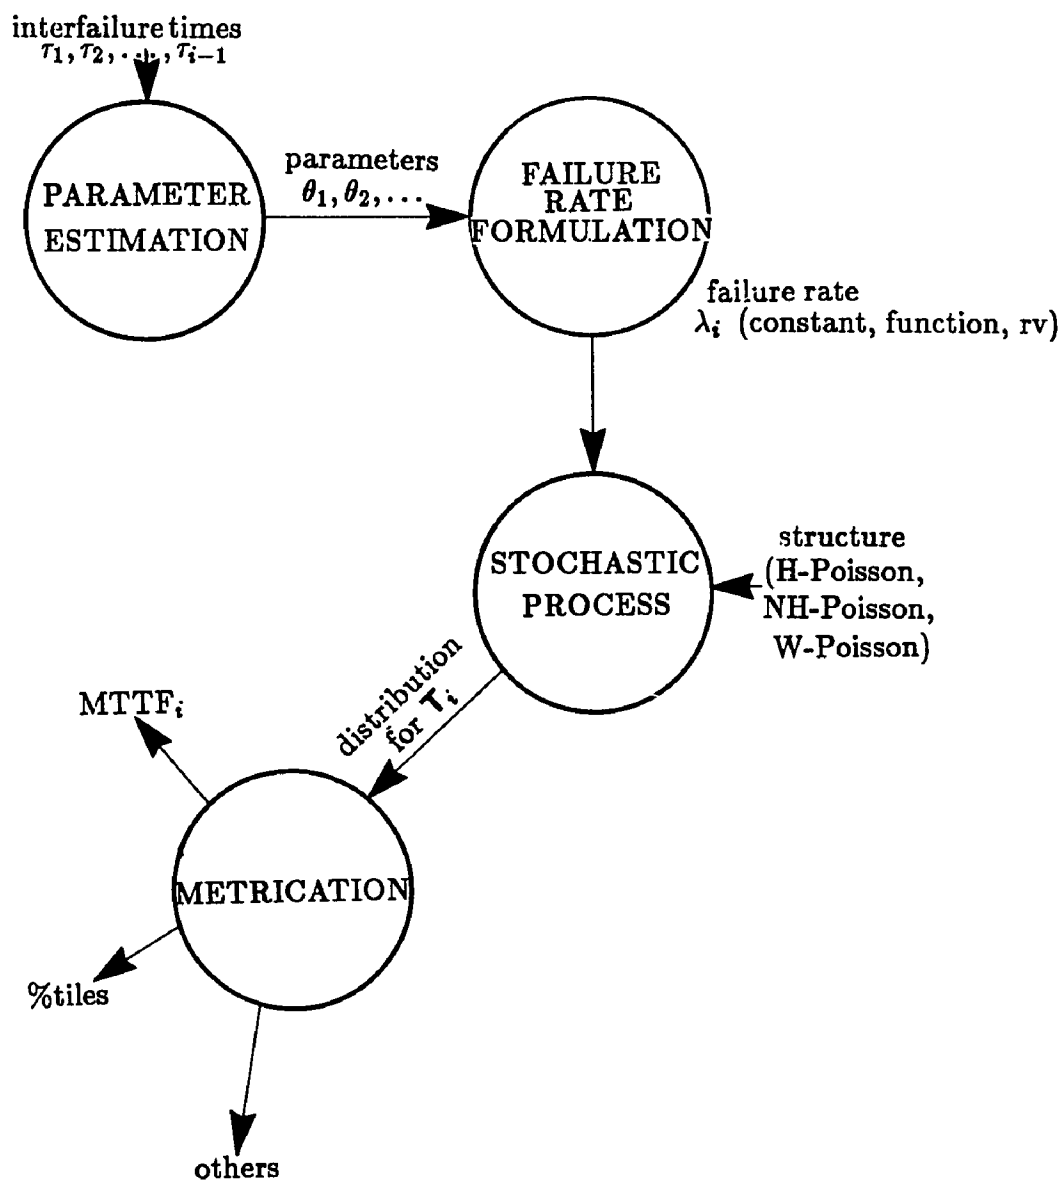 interfailure times
τ1, τ2, . . . , τi−1
PARAMETER
ESTIMATION
parameters
θ1, θ2, . . .
FAILURE
RATE
FORMULATION
failure rate
λi (constant, function, rv)
STOCHASTIC
PROCESS
structure
(H-Poisson,
NH-Poisson,
W-Poisson)
distribution
for Ti
MTTFi
METRICATION
%tiles
others